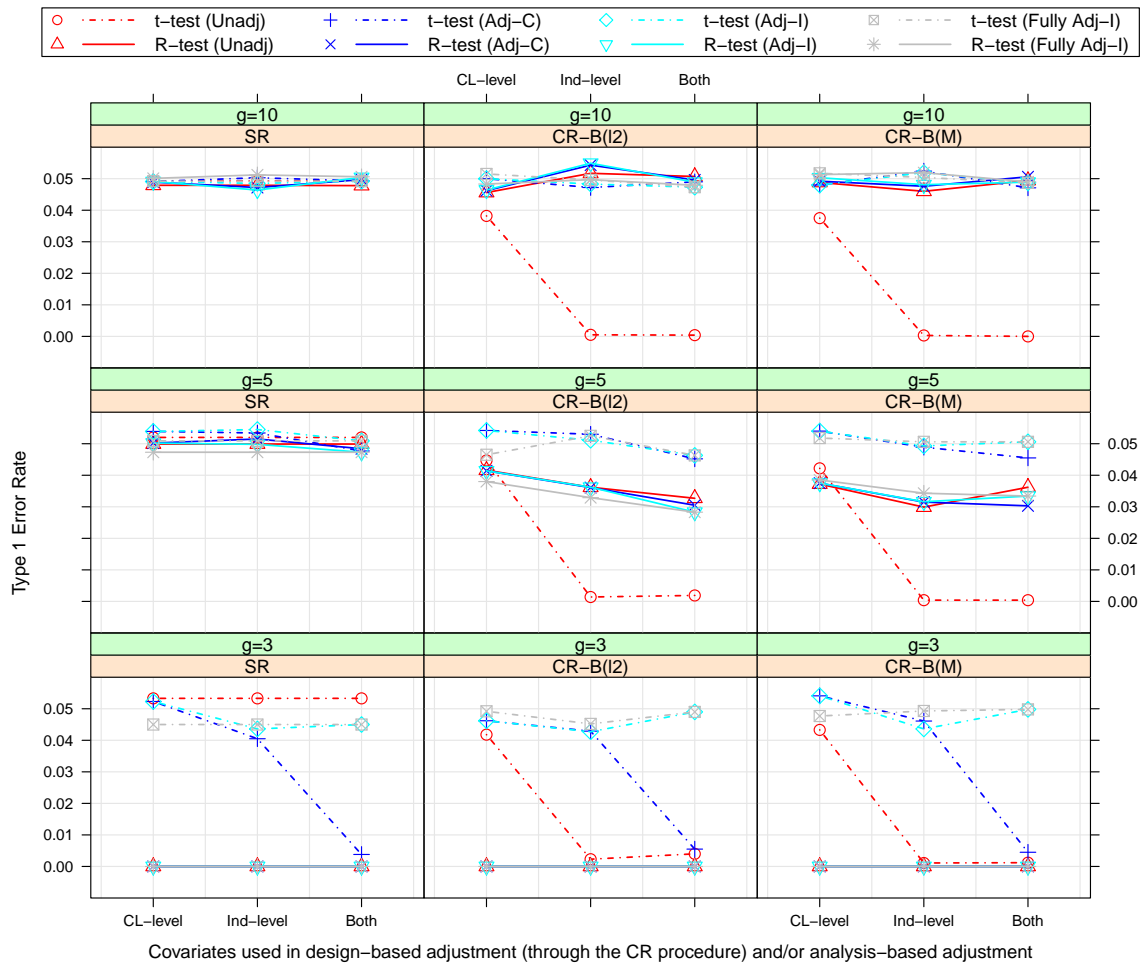 t−test (Unadj) t−test (Adj−C) t−test (Adj−I) t−test (Fully Adj−I)
R−test (Unadj) R−test (Adj−C) R−test (Adj−I) R−test (Fully Adj−I)
CL−level Ind−level Both
g=10 g=10 g=10
SR CR−B(l2) CR−B(M)
0.05
0.04
0.03
0.02
0.01
0.00
g=5 g=5 g=5
SR CR−B(l2) CR−B(M)
0.05
0.04
0.03
0.02
0.01
0.00
g=3 g=3 g=3
SR CR−B(l2) CR−B(M)
0.05
0.04
0.03
0.02
0.01
0.00
CL−level Ind−level Both CL−level Ind−level Both
Type 1 Error Rate
Covariates used in design−based adjustment (through the CR procedure) and/or analysis−based adjustment